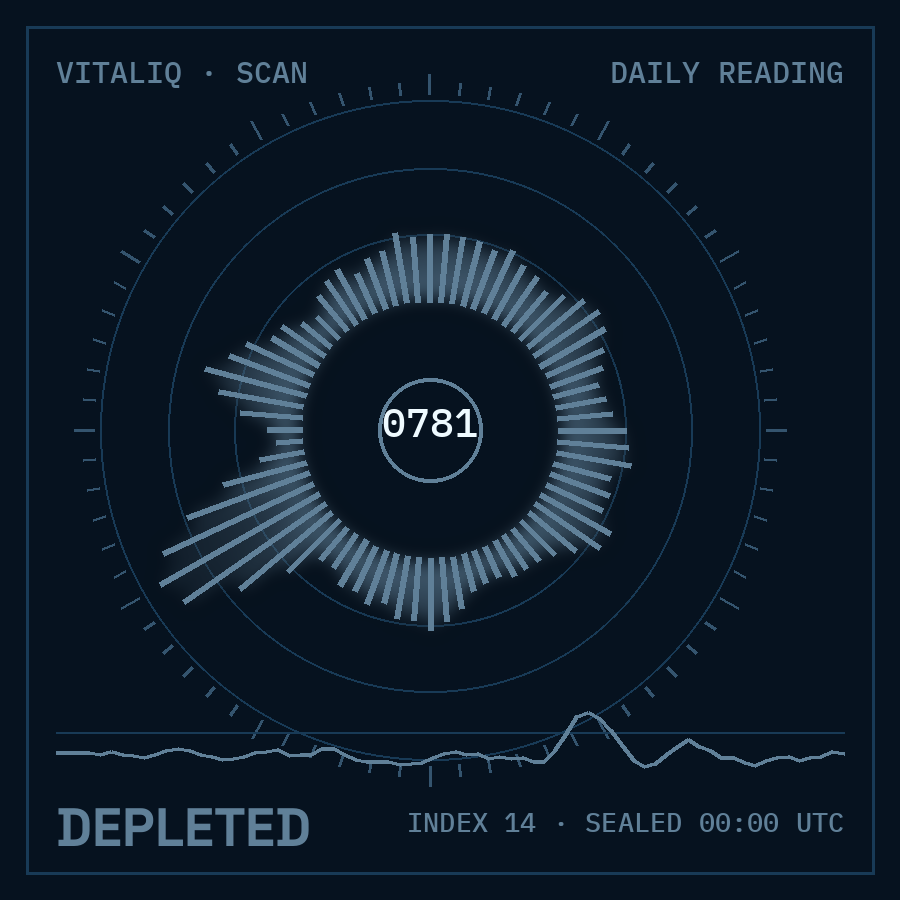 VITALIQ · SCAN
DAILY READING
0781
DEPLETED
INDEX 14 · SEALED 00:00 UTC